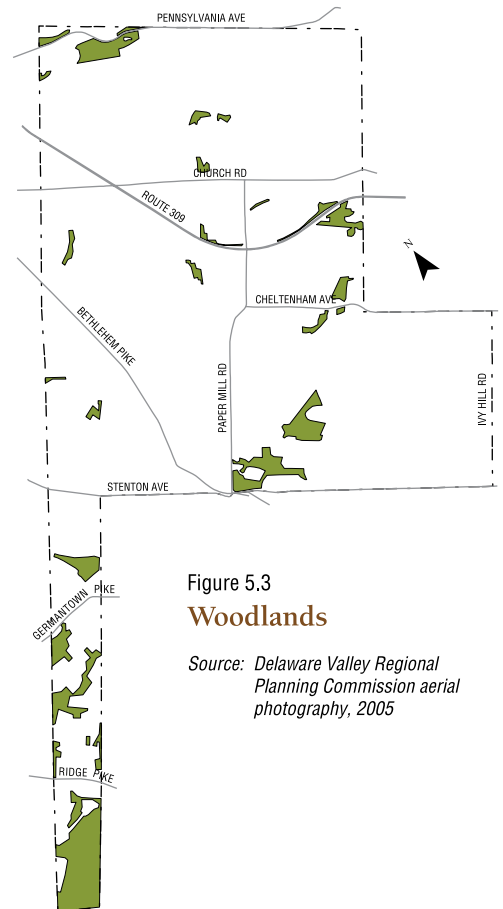 PENNSYLVANIA AVE
CHURCH RD
ROUTE 309
N
CHELTENHAM AVE
BETHLEHEM PIKE
PAPER MILL RD
IVY HILL RD
STENTON AVE
GERMANTOWN PIKE
RIDGE PIKE
Figure 5.3
Woodlands
Source: Delaware Valley Regional
Planning Commission aerial
photography, 2005